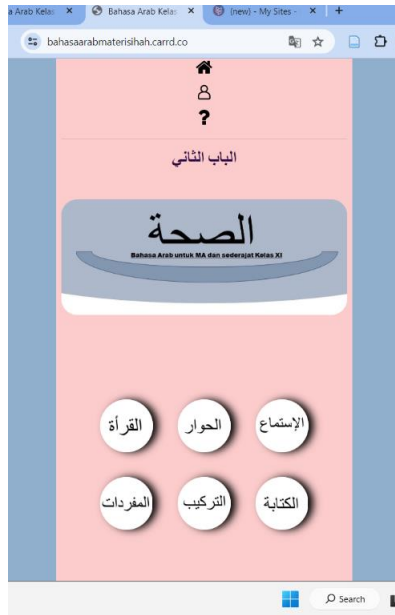 a Arab Kelas
Bahasa Arab Kelas
(new) - My Sites -
bahasaarabmaterisihah.carrd.co
?
الباب الثاني
الصحة
Bahasa Arab untuk MA dan sederajat Kelas XI
الإستماع
الحوار
القرأة
الكتابة
التركيب
المفردات
Search